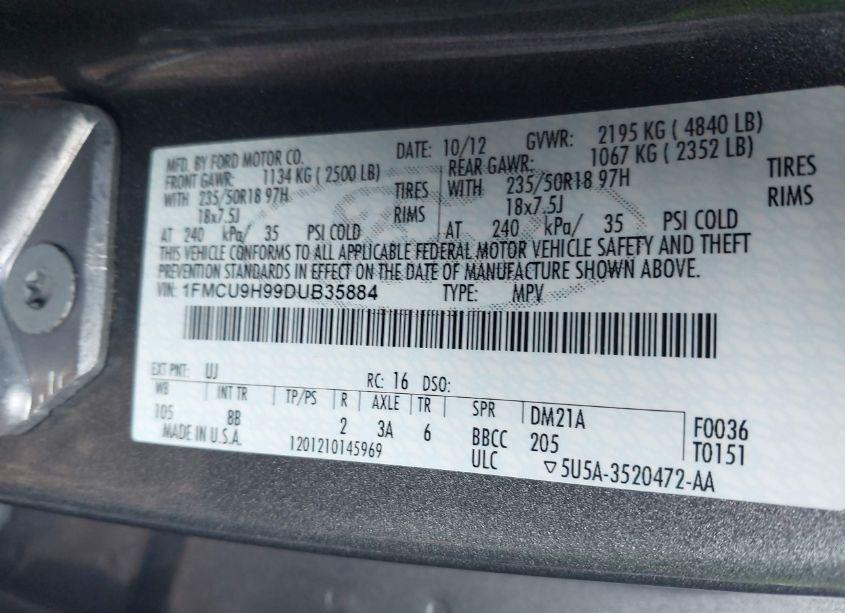 MFD. BY FORD MOTOR CO. DATE: 10/12 GVWR: 2195 KG ( 4840 LB)
FRONT GAWR: 1134 KG ( 2500 LB) REAR GAWR: 1067 KG ( 2352 LB)
WITH 235/50R18 97H TIRES WITH 235/50R18 97H TIRES
18x7.5J RIMS 18x7.5J RIMS
AT 240 kPa/ 35 PSI COLD AT 240 kPa/ 35 PSI COLD
THIS VEHICLE CONFORMS TO ALL APPLICABLE FEDERAL MOTOR VEHICLE SAFETY AND THEFT
PREVENTION STANDARDS IN EFFECT ON THE DATE OF MANUFACTURE SHOWN ABOVE.
VIN: 1FMCU9H99DUB35884 TYPE: MPV
EXT PNT: UJ RC: 16 DSO:
WB INT TR TP/PS R AXLE TR SPR DM21A F0036
105 8B 2 3A 6 BBCC 205 T0151
MADE IN U.S.A. 1201210145969 ULC ▽5U5A-3520472-AA